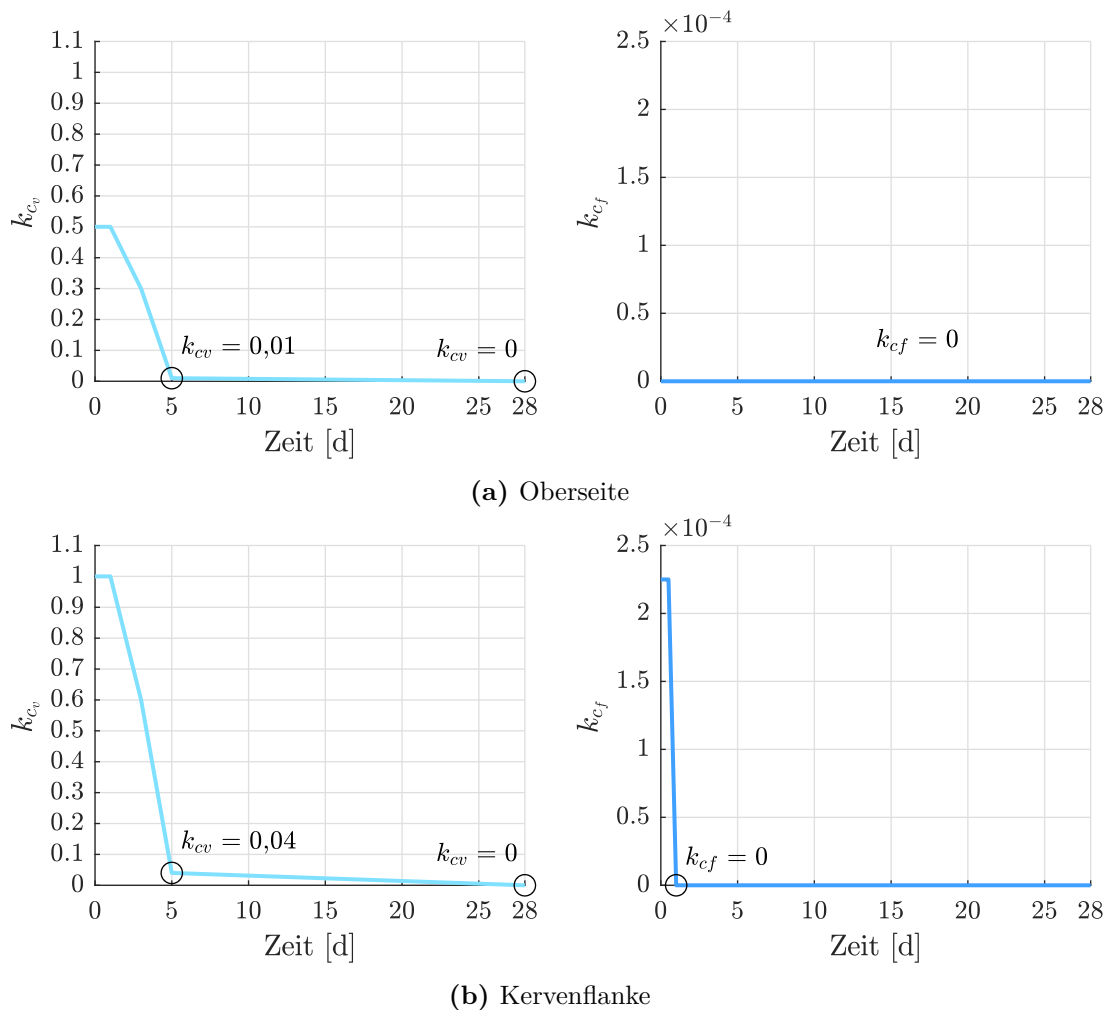 1.1
1
0.9
0.8
0.7
0.6
0.5
0.4
0.3
0.2
0.1
0
k_{c_v}
k_{cv} = 0,01
k_{cv} = 0
0 5 10 15 20 25 28
Zeit [d]
×10^{−4}
2.5
2
1.5
1
0.5
0
k_{c_f}
k_{cf} = 0
0 5 10 15 20 25 28
Zeit [d]
(a) Oberseite
1.1
1
0.9
0.8
0.7
0.6
0.5
0.4
0.3
0.2
0.1
0
k_{c_v}
k_{cv} = 0,04
k_{cv} = 0
0 5 10 15 20 25 28
Zeit [d]
×10^{−4}
2.5
2
1.5
1
0.5
0
k_{c_f}
k_{cf} = 0
0 5 10 15 20 25 28
Zeit [d]
(b) Kervenflanke